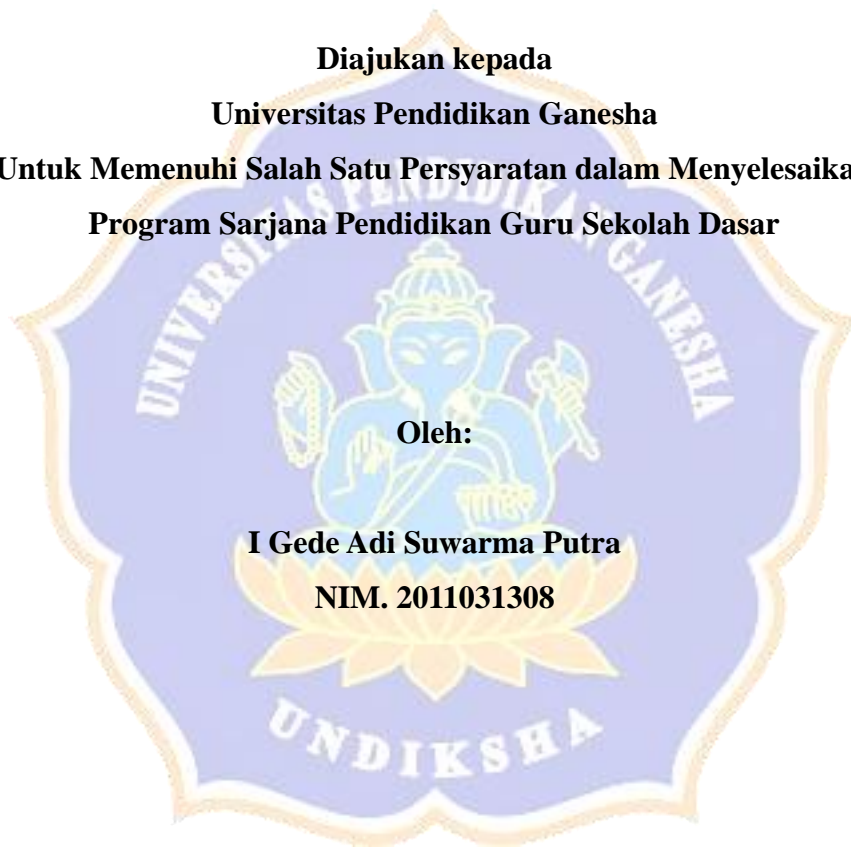 Diajukan kepada
Universitas Pendidikan Ganesha
Untuk Memenuhi Salah Satu Persyaratan dalam Menyelesaika
Program Sarjana Pendidikan Guru Sekolah Dasar
UNIVERSITAS PENDIDIKAN GANESHA
Oleh:
I Gede Adi Suwarma Putra
NIM. 2011031308
UNDIKSHA